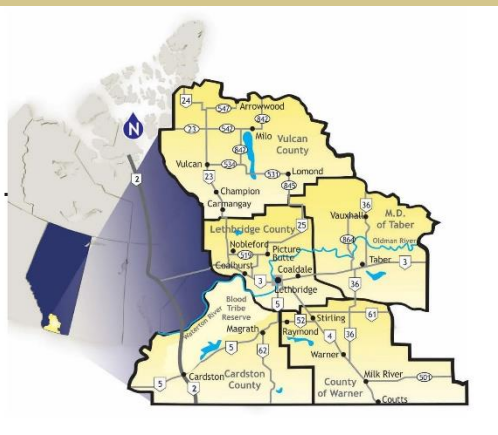 N
2
24
547
Arrowwood
842
23
547
Milo
842
Vulcan
County
Vulcan
534
531
Lomond
23
845
Champion
Carmangay
36
M.D.
of Taber
Vauxhall
Lethbridge County
25
864
Oldman River
Nobleford
519
Picture
Butte
Taber
3
Coalhurst
3
Coaldale
Lethbridge
36
5
Blood
Tribe
Reserve
Waterton River
Magrath
52
Raymond
Stirling
61
4
36
5
62
Warner
Milk River
501
Cardston
Cardston
County
County
of Warner
5
2
Coutts